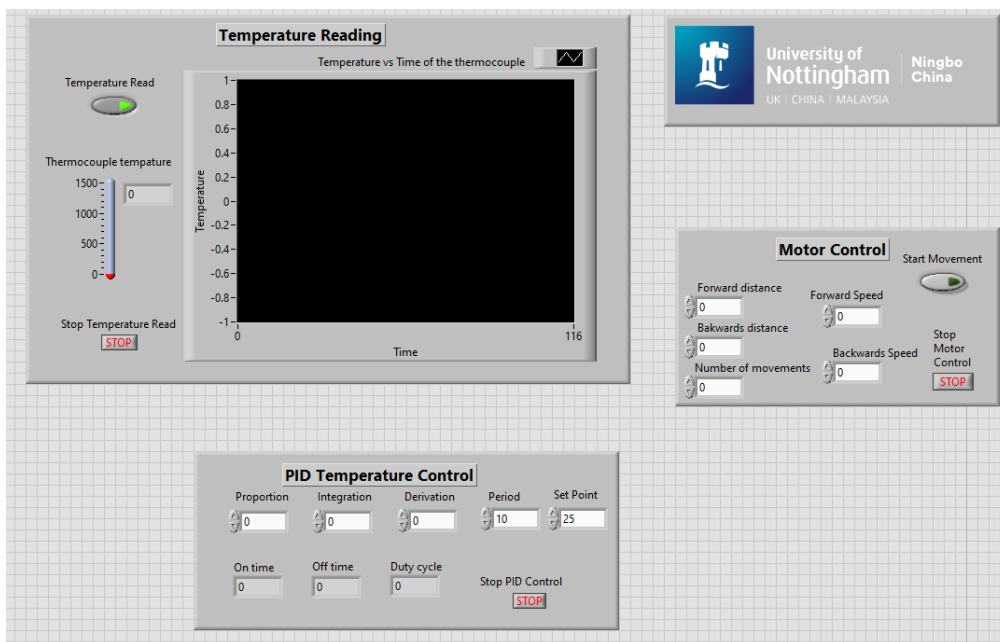 Temperature Reading
Temperature vs Time of the thermocouple
Temperature Read
Thermocouple tempature
1500
1000
500
0
0
Stop Temperature Read
STOP
Temperature
1
0.8
0.6
0.4
0.2
0
-0.2
-0.4
-0.6
-0.8
-1
0
116
Time
University of
Nottingham
UK | CHINA | MALAYSIA
Ningbo
China
Motor Control
Start Movement
Forward distance
0
Forward Speed
0
Bakwards distance
0
Backwards Speed
0
Number of movements
0
Stop
Motor
Control
STOP
PID Temperature Control
Proportion Integration Derivation Period Set Point
0 0 0 10 25
On time Off time Duty cycle
0 0 0
Stop PID Control
STOP